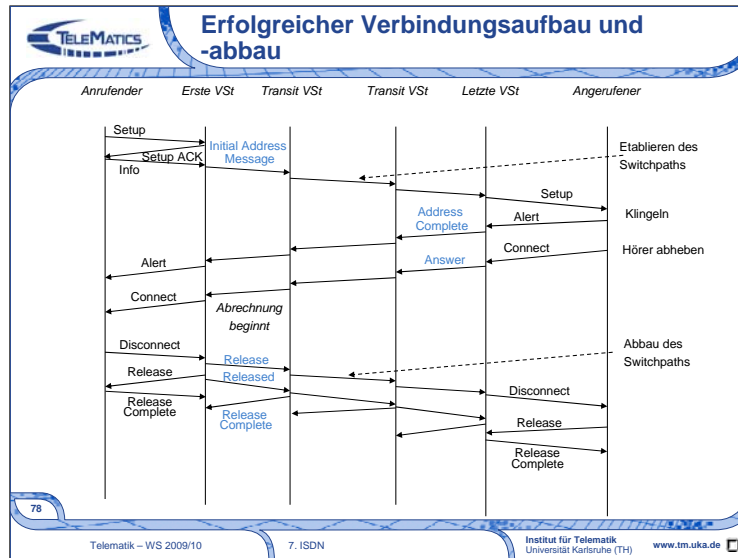 TELEMATICS
Erfolgreicher Verbindungsaufbau und
-abbau
Anrufender
Erste VSt
Transit VSt
Transit VSt
Letzte VSt
Angerufener
Setup
Initial Address
Message
Setup ACK
Info
Etablieren des
Switchpaths
Setup
Address
Complete
Alert
Klingeln
Connect
Hörer abheben
Answer
Alert
Connect
Abrechnung
beginnt
Disconnect
Abbau des
Switchpaths
Release
Release
Released
Disconnect
Release
Complete
Release
Complete
Release
Release
Complete
78
Telematik – WS 2009/10
7. ISDN
Institut für Telematik
Universität Karlsruhe (TH)
www.tm.uka.de